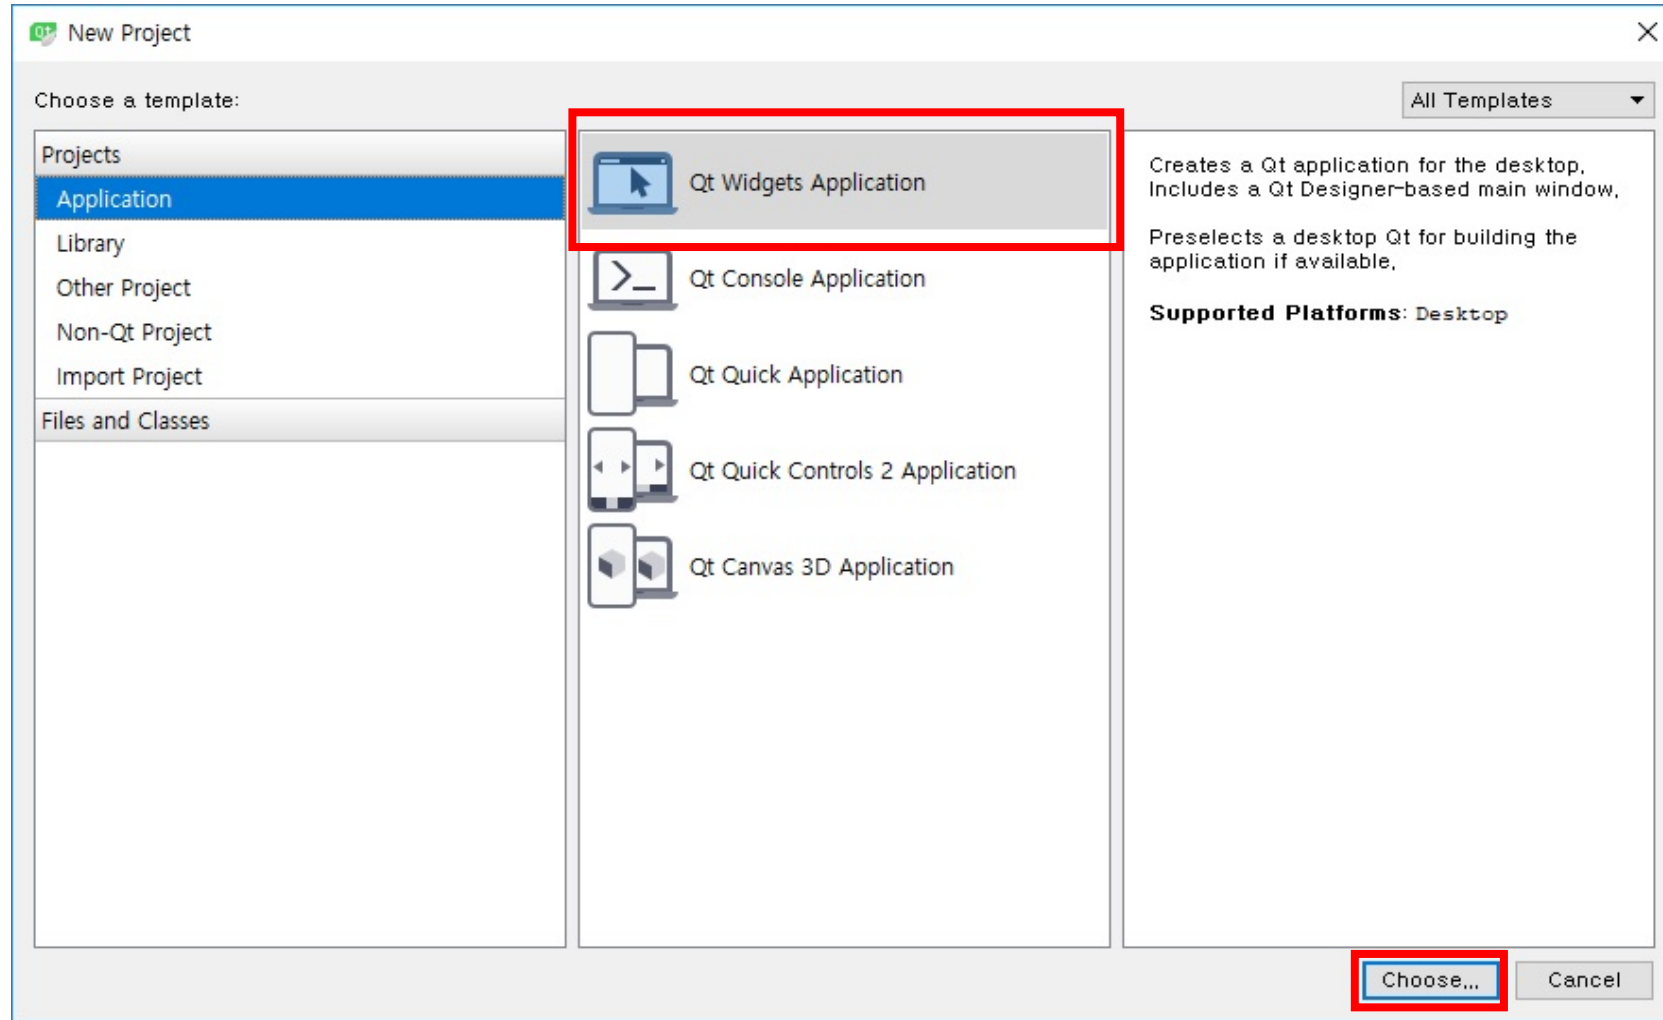 New Project
Choose a template:
All Templates
Projects
Application
Library
Other Project
Non-Qt Project
Import Project
Files and Classes
Qt Widgets Application
Qt Console Application
Qt Quick Application
Qt Quick Controls 2 Application
Qt Canvas 3D Application
Creates a Qt application for the desktop,
Includes a Qt Designer-based main window,
Preselects a desktop Qt for building the
application if available,
Supported Platforms: Desktop
Choose,,,
Cancel